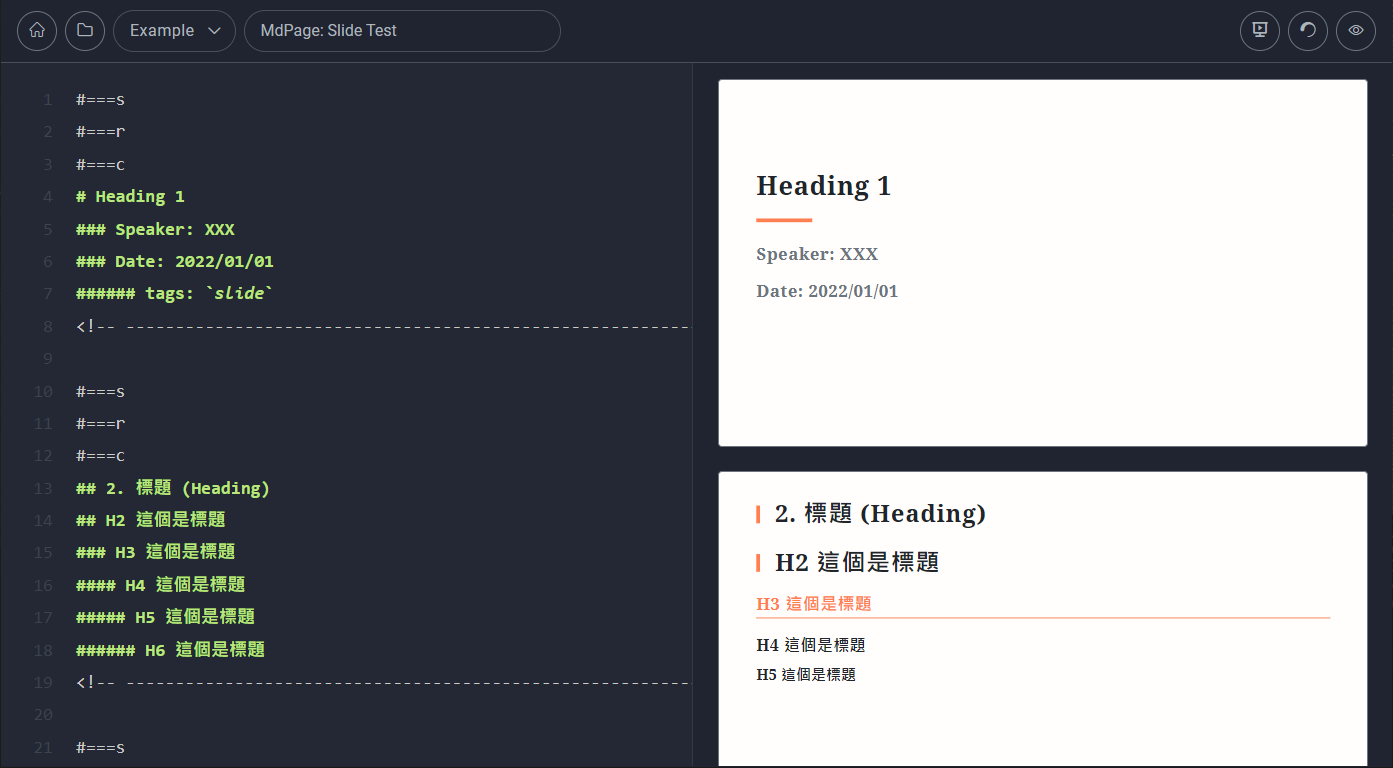 Example
MdPage: Slide Test
1 #===s
2 #===r
3 #===c
4 # Heading 1
5 ### Speaker: XXX
6 ### Date: 2022/01/01
7 ###### tags: `slide`
8 <!-- ---------------------------------------------------------
9
10 #===s
11 #===r
12 #===c
13 ## 2. 標題 (Heading)
14 ## H2 這個是標題
15 ### H3 這個是標題
16 #### H4 這個是標題
17 ##### H5 這個是標題
18 ###### H6 這個是標題
19 <!-- ---------------------------------------------------------
20
21 #===s
Heading 1
Speaker: XXX
Date: 2022/01/01
2. 標題 (Heading)
H2 這個是標題
H3 這個是標題
H4 這個是標題
H5 這個是標題